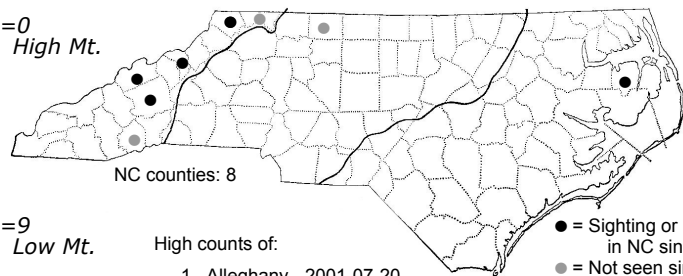 =0
High Mt.
NC counties: 8
=9
Low Mt.
High counts of:
1 - Alleghany - 2001-07-20
● = Sighting or
in NC sin
● = Not seen sin